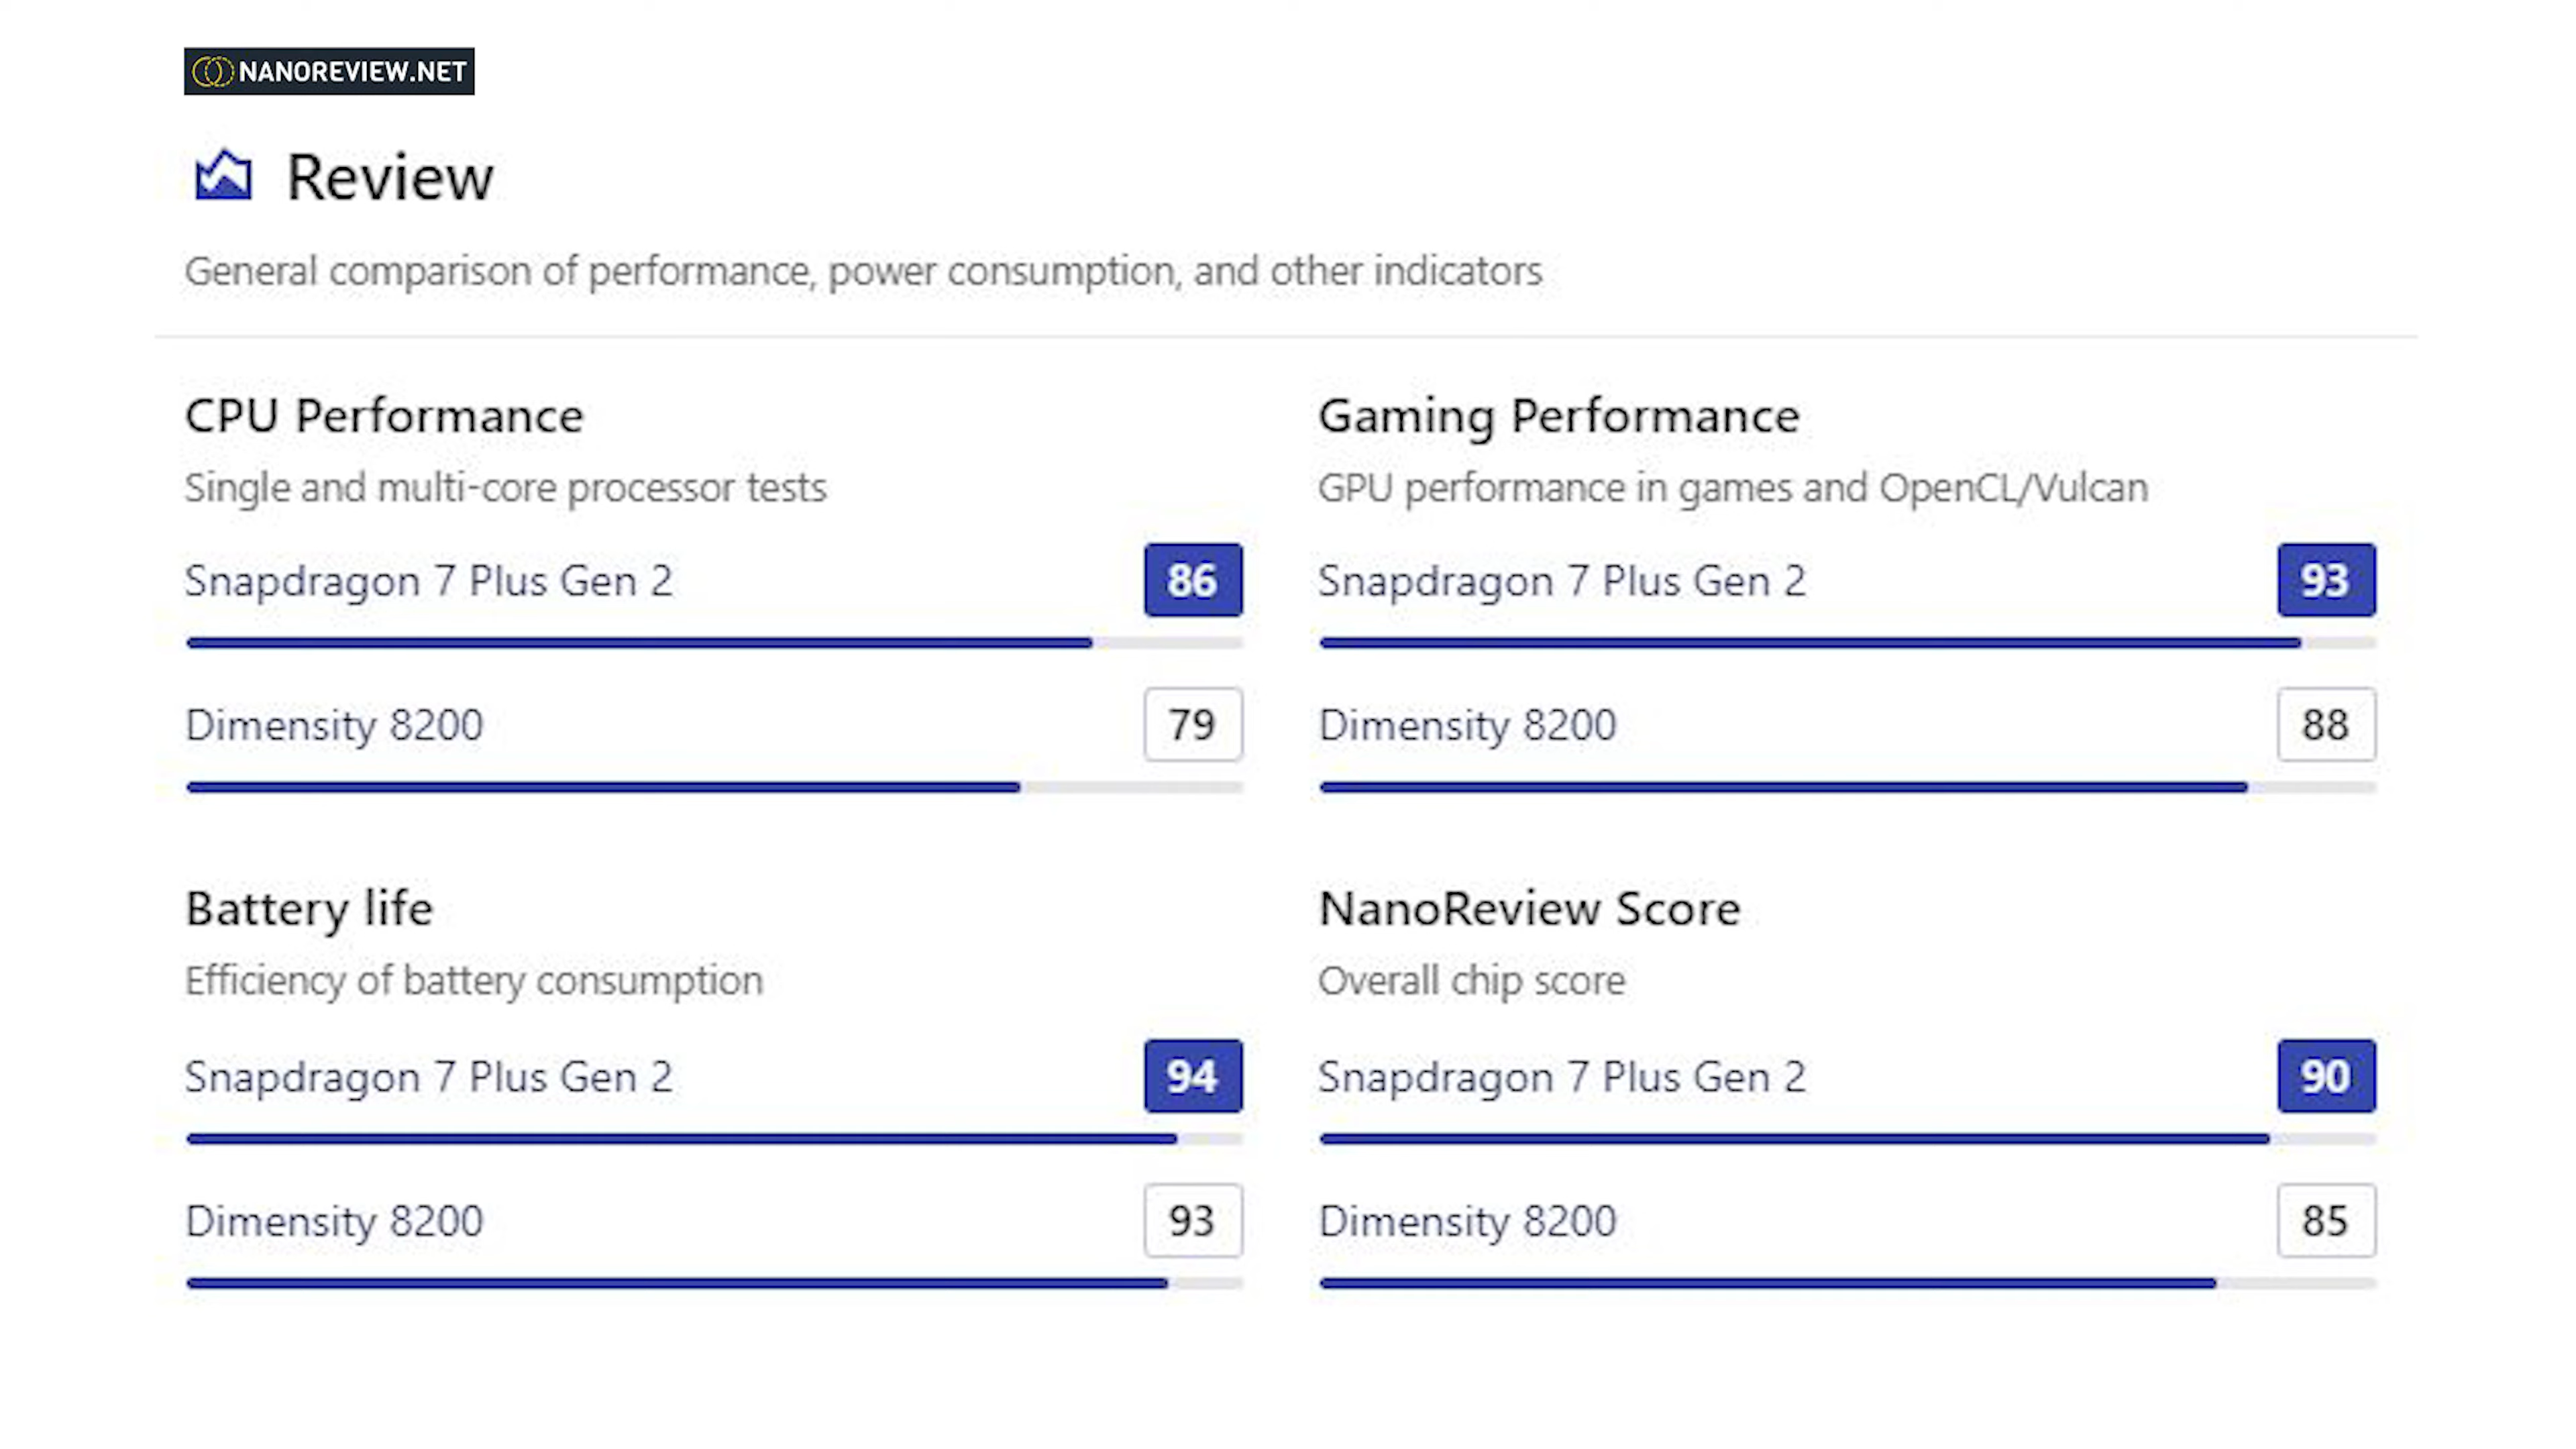 NANOREVIEW.NET
Review
General comparison of performance, power consumption, and other indicators
CPU Performance
Single and multi-core processor tests
Snapdragon 7 Plus Gen 2
86
Dimensity 8200
79
Gaming Performance
GPU performance in games and OpenCL/Vulcan
Snapdragon 7 Plus Gen 2
93
Dimensity 8200
88
Battery life
Efficiency of battery consumption
Snapdragon 7 Plus Gen 2
94
Dimensity 8200
93
NanoReview Score
Overall chip score
Snapdragon 7 Plus Gen 2
90
Dimensity 8200
85